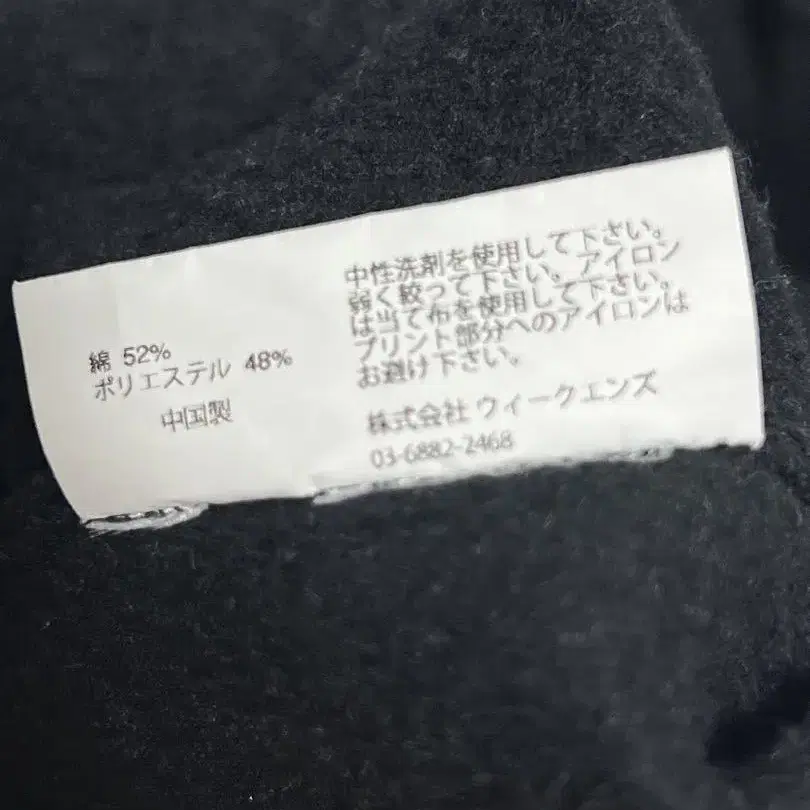 綿 52%
ポリエステル 48%
中国製
中性洗剤を使用して下さい。
弱く絞って下さい。アイロン
は当て布を使用して下さい。
プリント部分へのアイロンは
お避け下さい。
株式会社 ウィークエンズ
03-6882-2468